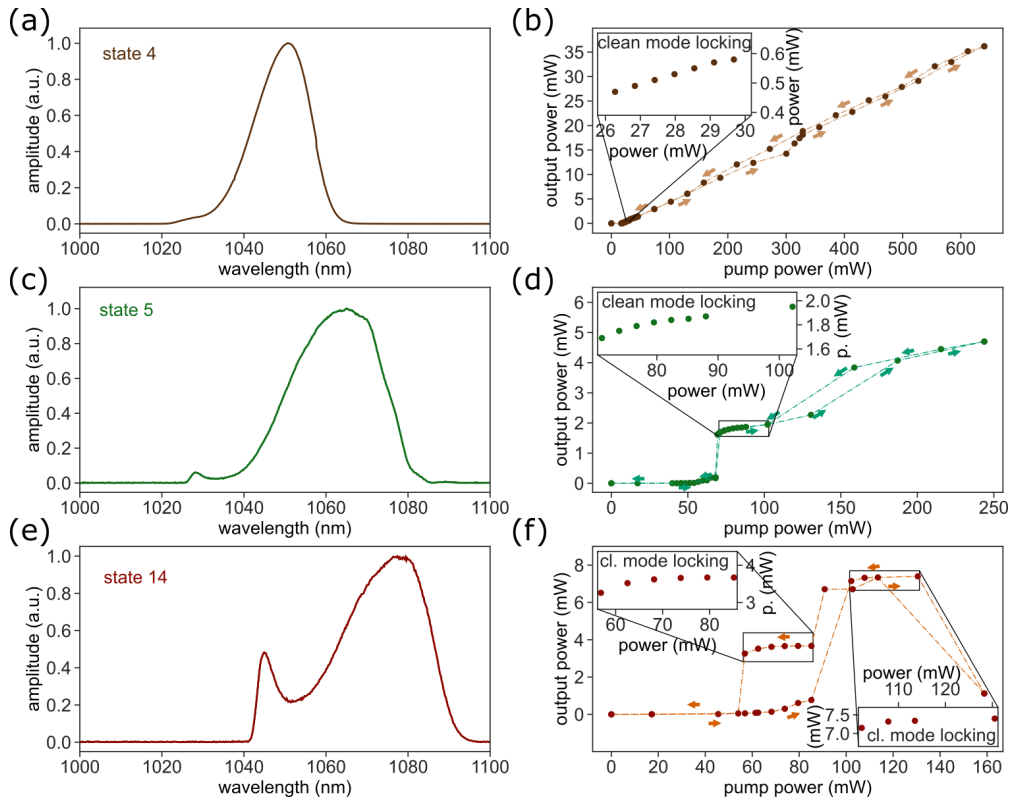 (a)
state 4
amplitude (a.u.)
1.0
0.8
0.6
0.4
0.2
0.0
1000 1020 1040 1060 1080 1100
wavelength (nm)
(b)
output power (mW)
35
30
25
20
15
10
5
0
0 100 200 300 400 500 600
pump power (mW)
clean mode locking
0.6
0.5
0.4
power (mW)
26 27 28 29 30
power (mW)
(c)
state 5
amplitude (a.u.)
1.0
0.8
0.6
0.4
0.2
0.0
1000 1020 1040 1060 1080 1100
wavelength (nm)
(d)
output power (mW)
6
5
4
3
2
1
0
0 50 100 150 200 250
pump power (mW)
clean mode locking
2.0
1.8
1.6
1.4
p. (mW)
80 90 100
power (mW)
(e)
state 14
amplitude (a.u.)
1.0
0.8
0.6
0.4
0.2
0.0
1000 1020 1040 1060 1080 1100
wavelength (nm)
(f)
output power (mW)
8
6
4
2
0
0 20 40 60 80 100 120 140 160
pump power (mW)
cl. mode locking
4
3
p. (mW)
60 70 80
power (mW)
power (mW)
110 120
7.5
7.0
(mW)
cl. mode locking